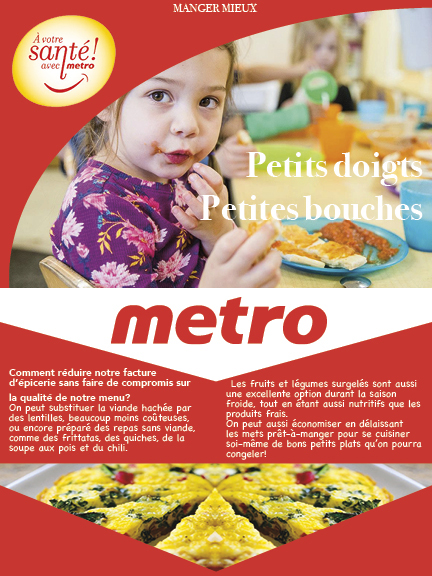 MANGER MIEUX
À votre
santé!
avec metro
Petits doigts
Petites bouches
metro
Comment réduire notre facture
d'épicerie sans faire de compromis sur
la qualité de notre menu?
On peut substituer la viande hachée par
des lentilles, beaucoup moins coûteuses,
ou encore préparé des repas sans viande,
comme des frittatas, des quiches, de la
soupe aux pois et du chili.
Les fruits et légumes surgelés sont aussi
une excellente option durant la saison
froide, tout en étant aussi nutritifs que les
produits frais.
On peut aussi économiser en délaissant
les mets prêt-à-manger pour se cuisiner
soi-même de bons petits plats qu'on pourra
congeler!